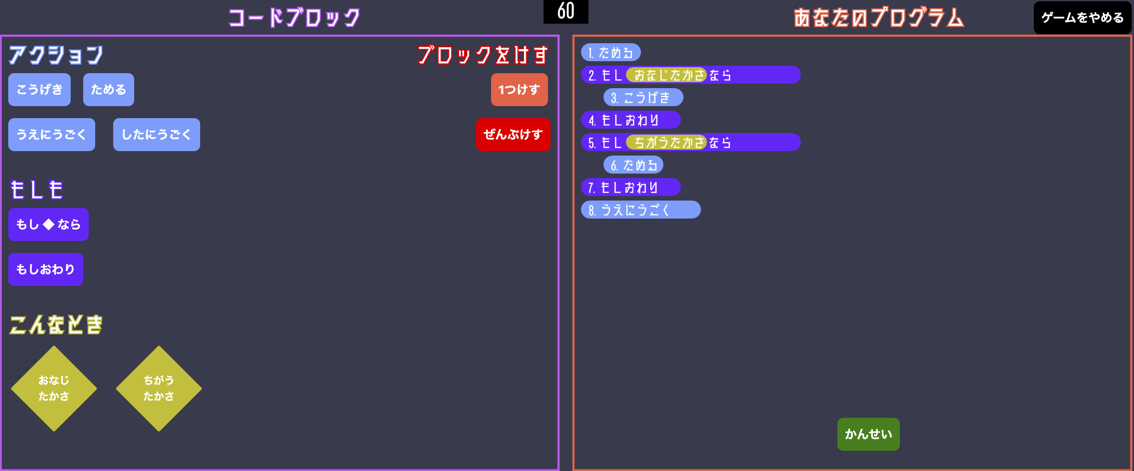 コードブロック
60
あなたのプログラム
ゲームをやめる
アクション
ブロックをけす
こうげき
ためる
1つけす
うえにうごく
したにうごく
ぜんぶけす
もしも
もし◆なら
もしおわり
こんなとき
おなじ
たかさ
ちがう
たかさ
1. ためる
2. もし おなじたかさ なら
3. こうげき
4. もしおわり
5. もし ちがうたかさ なら
6. ためる
7. もしおわり
8. うえにうごく
かんせい